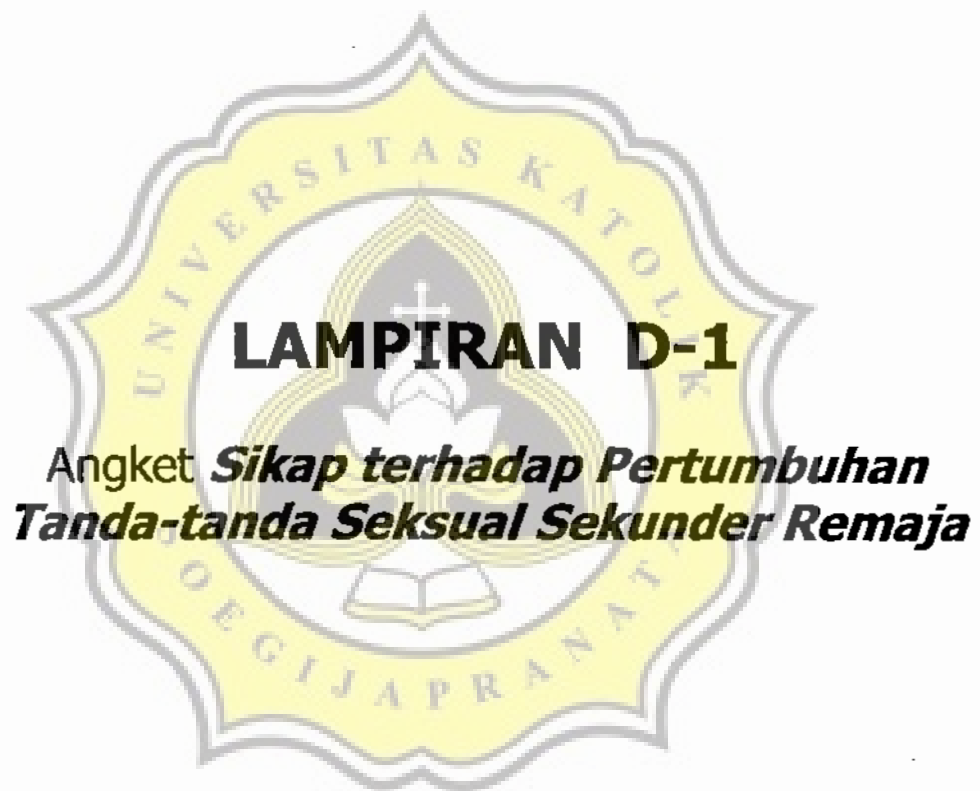 UNIVERSITAS KATOLIK
LAMPIRAN D-1
Angket Sikap terhadap Pertumbuhan
Tanda-tanda Seksual Sekunder Remaja
SOEGIJAPRANATA